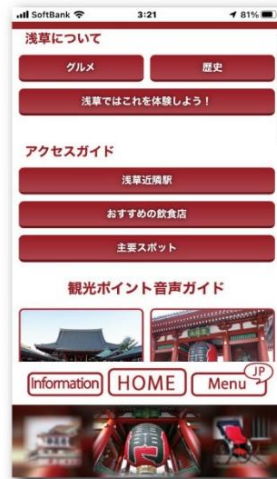 SoftBank 3:21 81%
浅草について
グルメ 歴史
浅草ではこれを体験しよう！
アクセスガイド
浅草近隣駅
おすすめの飲食店
主要スポット
観光ポイント音声ガイド
JP
Information HOME Menu